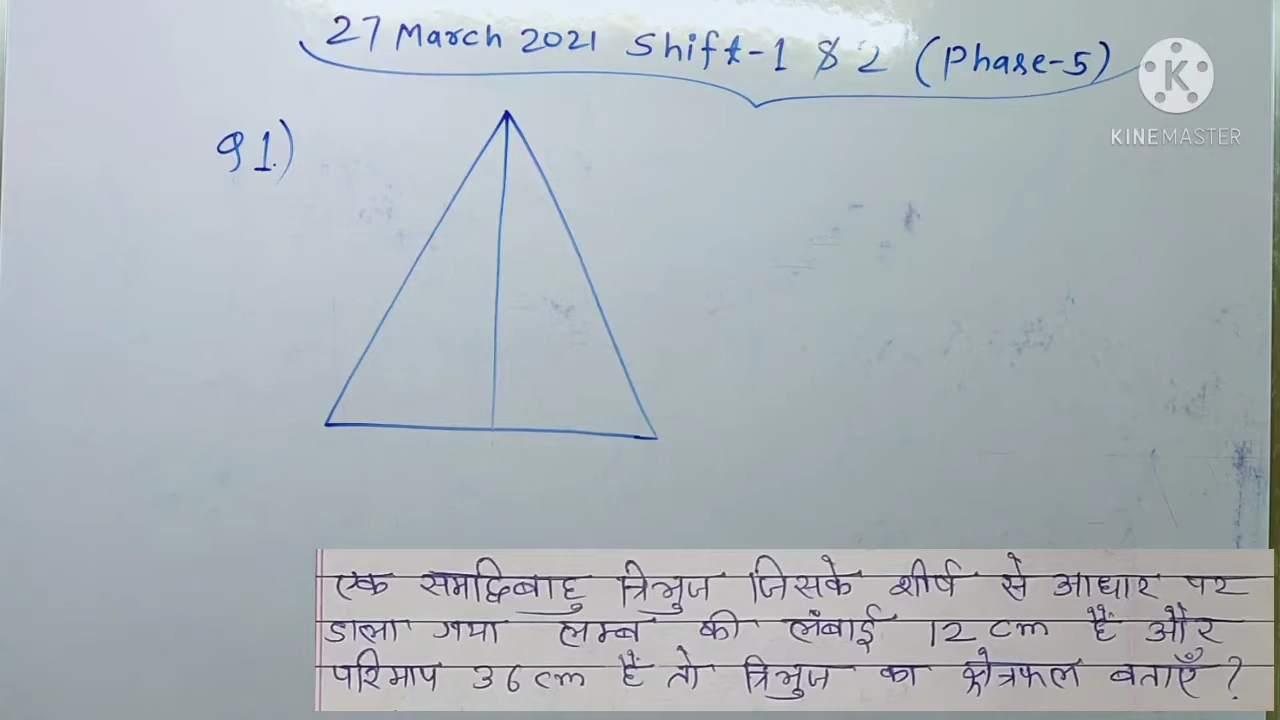 27 March 2021 Shift-1 & 2 (Phase-5)
K
KINEMASTER
Q1.)
एक समद्विबाहु त्रिभुज जिसके शीर्ष से आधार पर
डाला गया लम्ब की लंबाई 12 cm हैं और
परिमाप 36 cm हैं तो त्रिभुज का क्षेत्रफल बताएँ ?